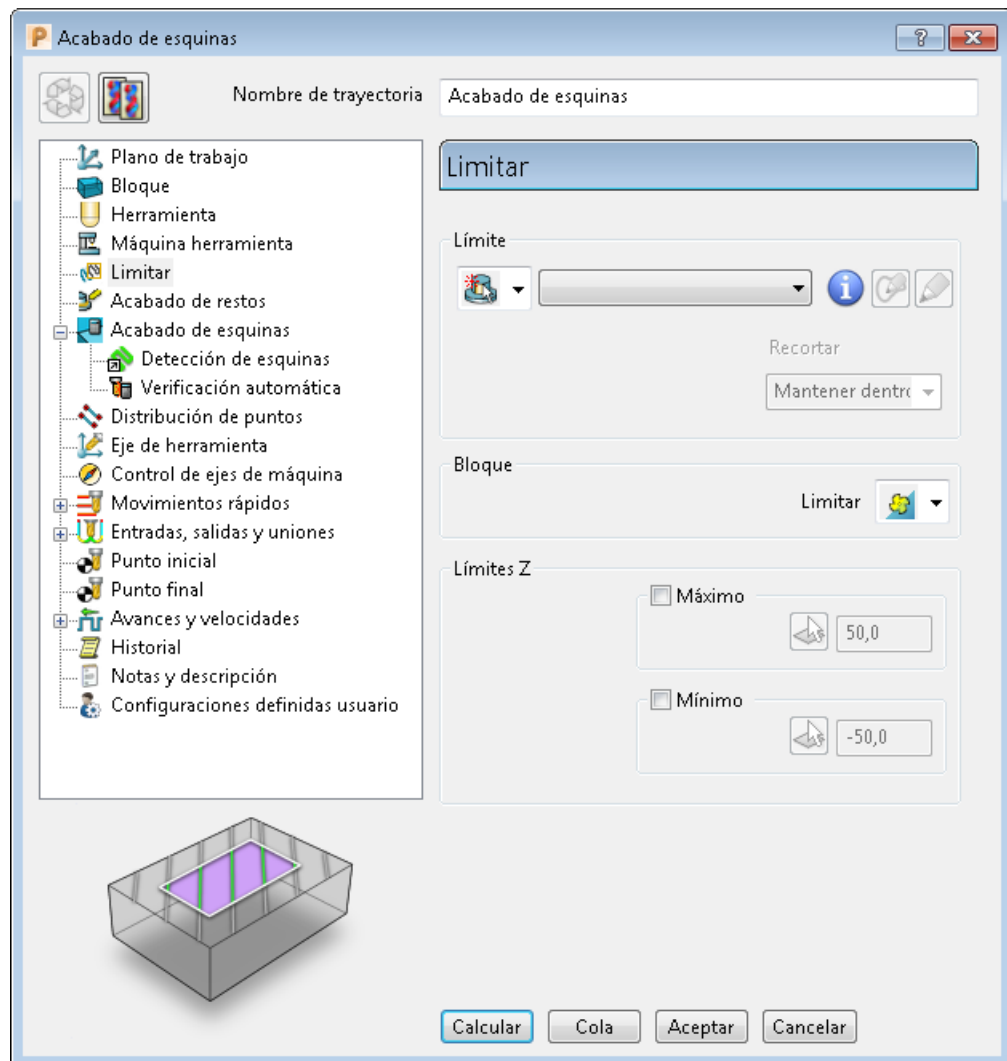 Acabado de esquinas
Nombre de trayectoria
Acabado de esquinas
Plano de trabajo
Bloque
Herramienta
Máquina herramienta
Limitar
Acabado de restos
Acabado de esquinas
Detección de esquinas
Verificación automática
Distribución de puntos
Eje de herramienta
Control de ejes de máquina
Movimientos rápidos
Entradas, salidas y uniones
Punto inicial
Punto final
Avances y velocidades
Historial
Notas y descripción
Configuraciones definidas usuario
Limitar
Límite
Recortar
Mantener dentro
Bloque
Limitar
Límites Z
Máximo
50,0
Mínimo
-50,0
Calcular
Cola
Aceptar
Cancelar